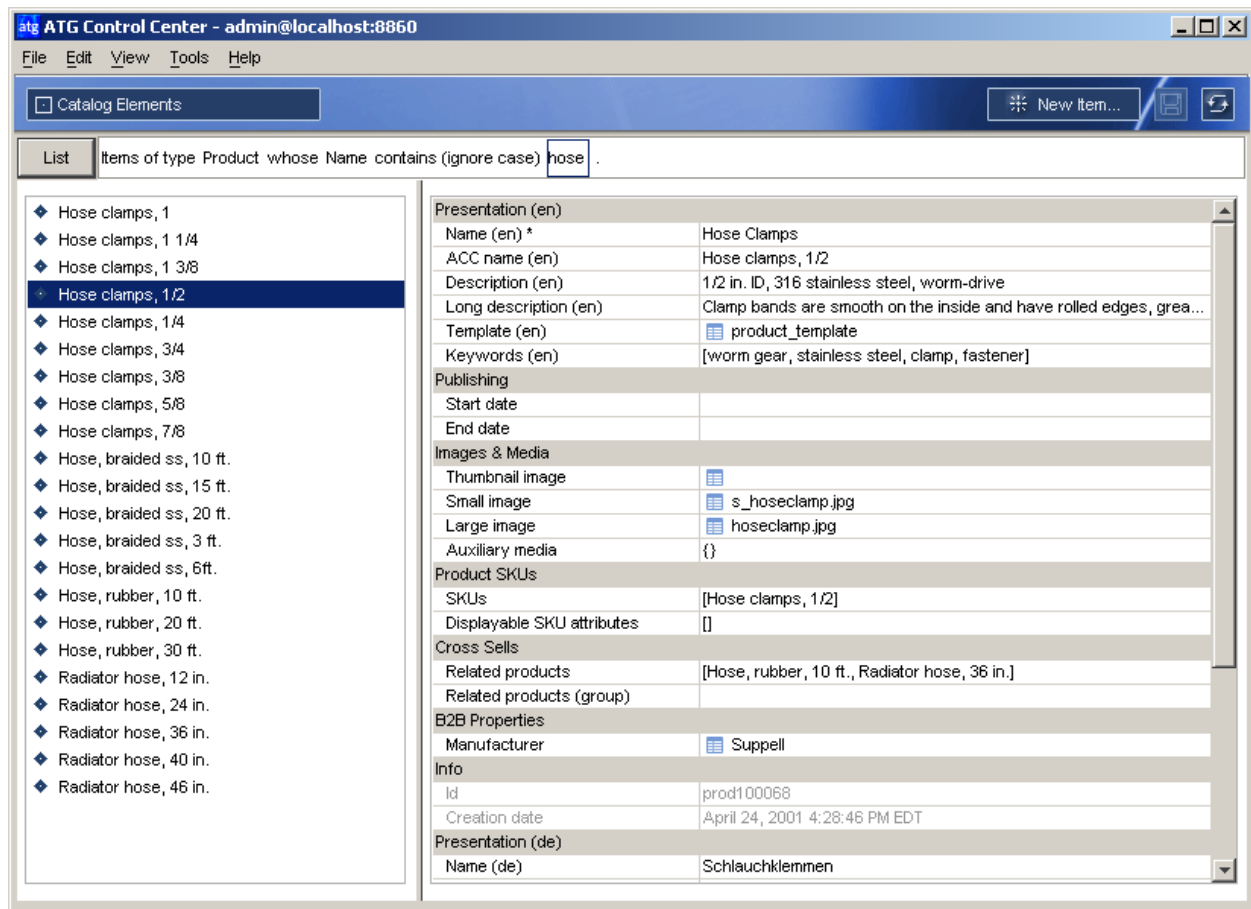 atg ATG Control Center - admin@localhost:8860
File Edit View Tools Help
Catalog Elements
New Item...
List Items of type Product whose Name contains (ignore case) hose .
Hose clamps, 1
Hose clamps, 1 1/4
Hose clamps, 1 3/8
Hose clamps, 1/2
Hose clamps, 1/4
Hose clamps, 3/4
Hose clamps, 3/8
Hose clamps, 5/8
Hose clamps, 7/8
Hose, braided ss, 10 ft.
Hose, braided ss, 15 ft.
Hose, braided ss, 20 ft.
Hose, braided ss, 3 ft.
Hose, braided ss, 6ft.
Hose, rubber, 10 ft.
Hose, rubber, 20 ft.
Hose, rubber, 30 ft.
Radiator hose, 12 in.
Radiator hose, 24 in.
Radiator hose, 36 in.
Radiator hose, 40 in.
Radiator hose, 46 in.
Presentation (en)
Name (en) * Hose Clamps
ACC name (en) Hose clamps, 1/2
Description (en) 1/2 in. ID, 316 stainless steel, worm-drive
Long description (en) Clamp bands are smooth on the inside and have rolled edges, grea...
Template (en) product_template
Keywords (en) [worm gear, stainless steel, clamp, fastener]
Publishing
Start date
End date
Images & Media
Thumbnail image
Small image s_hoseclamp.jpg
Large image hoseclamp.jpg
Auxiliary media {}
Product SKUs
SKUs [Hose clamps, 1/2]
Displayable SKU attributes []
Cross Sells
Related products [Hose, rubber, 10 ft., Radiator hose, 36 in.]
Related products (group)
B2B Properties
Manufacturer Suppell
Info
Id prod100068
Creation date April 24, 2001 4:28:46 PM EDT
Presentation (de)
Name (de) Schlauchklemmen